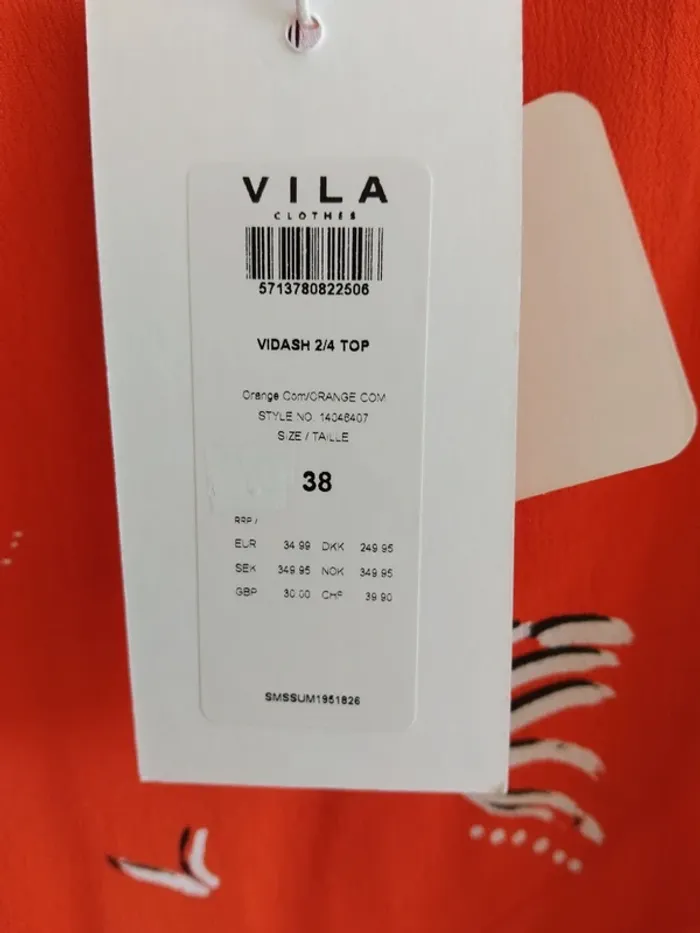 VILA
CLOTHES
5713780822506
VIDASH 2/4 TOP
Orange Com/ORANGE COM
STYLE NO. 14046407
SIZE / TAILLE
38
RRP /
EUR 34.99 DKK 249.95
SEK 349.95 NOK 349.95
GBP 30.00 CHF 39.90
SMSSUM1951826